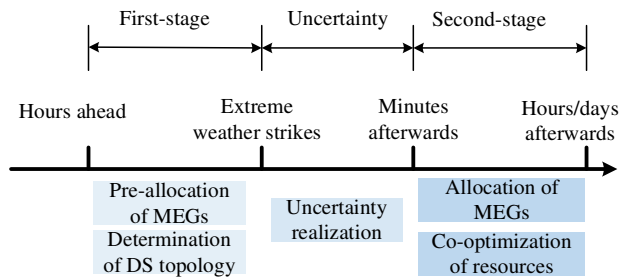 First-stage
Uncertainty
Second-stage
Hours ahead
Extreme
weather strikes
Minutes
afterwards
Hours/days
afterwards
Pre-allocation
of MEGs
Determination
of DS topology
Uncertainty
realization
Allocation of
MEGs
Co-optimization
of resources